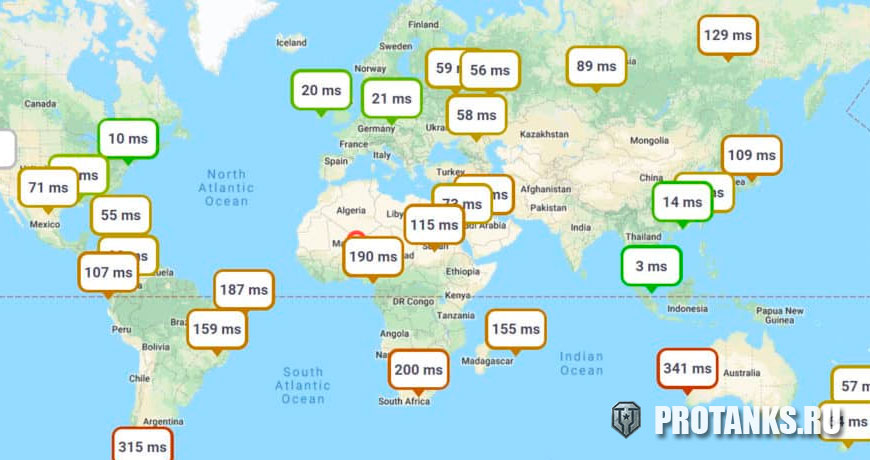 Finland
Iceland
Sweden
129 ms
Norway
59
56 ms
89 ms
20 ms
21 ms
Canada
58 ms
Germany
Ukra
10 ms
Kazakhstan
Mongolia
France
Italy
109 ms
Spain
71 ms
ms
North
Atlantic
Ocean
Turkey
Afghanistan
China
Pakistan
14 ms
Algeria
Liby
73 ms
ms
Mexico
55 ms
115 ms
India
Thailand
190 ms
ad
Ethiopia
3 ms
107 ms
187 ms
Kenya
DR Congo
Indonesia
Tanzania
Papua New
Guinea
Peru
159 ms
Angola
155 ms
Bolivia
Madagascar
South
Atlantic
Ocean
Indian
Ocean
200 ms
341 ms
Australia
Chile
57 m
South Africa
Argentina
PROTANKS.RU
315 ms